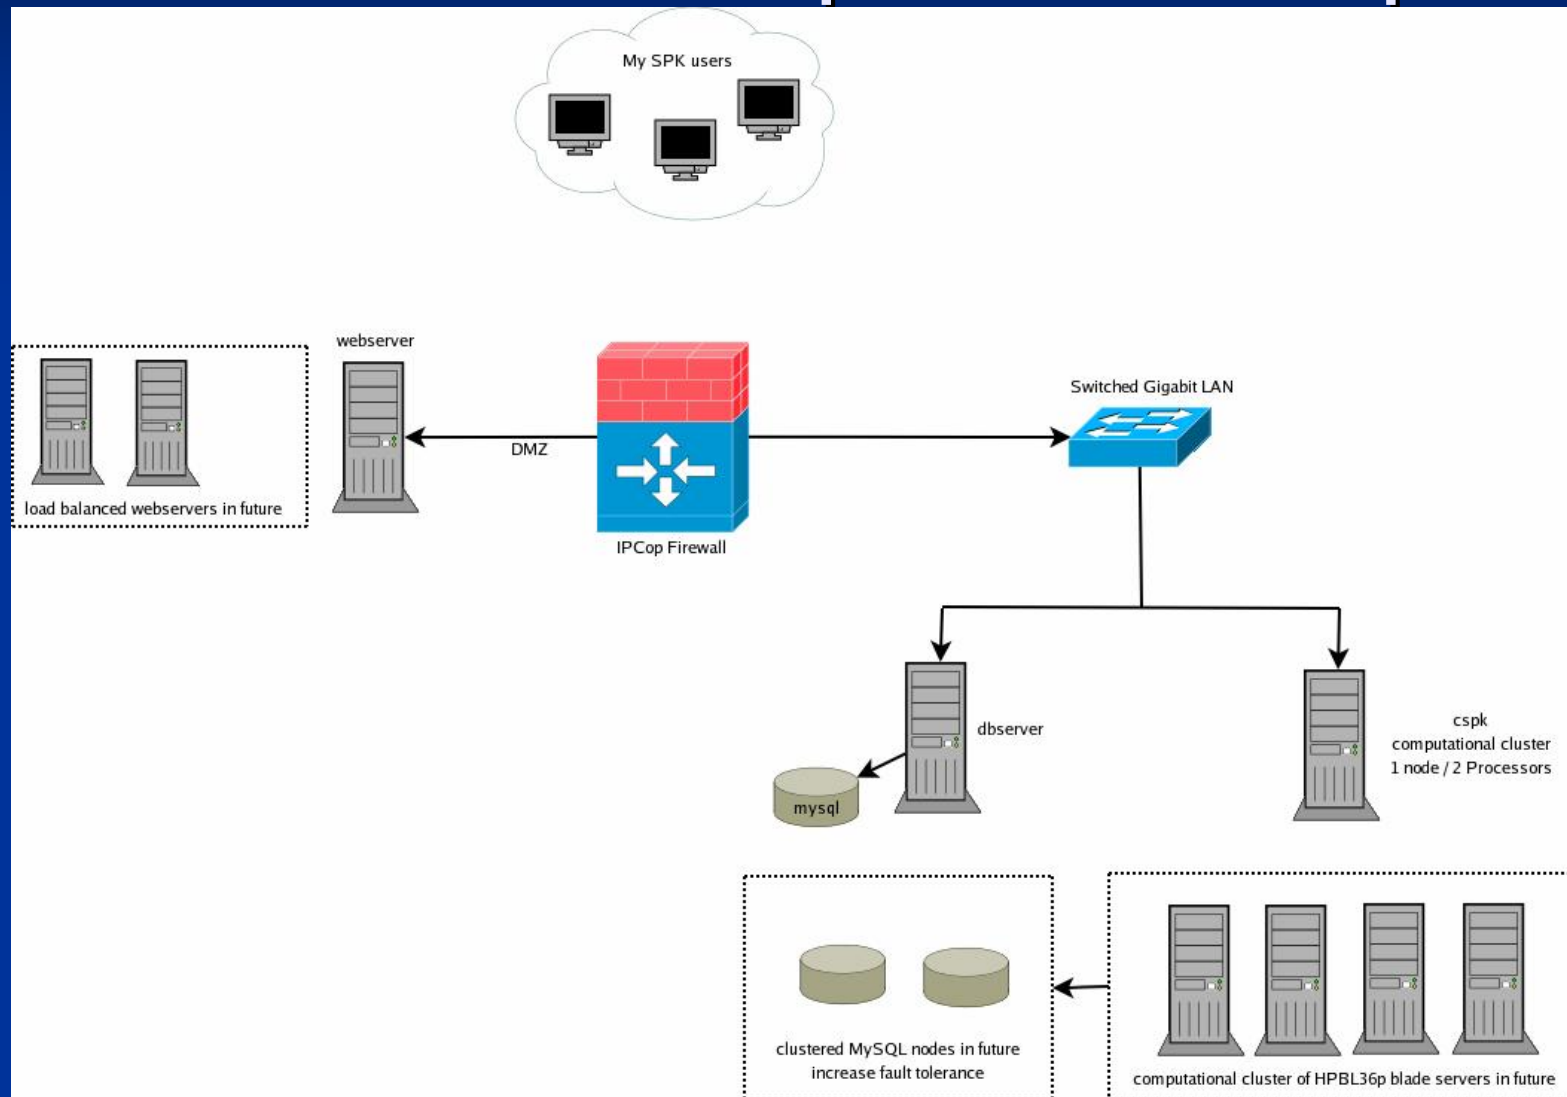 My SPK users
webserver
load balanced webservers in future
DMZ
IPCop Firewall
Switched Gigabit LAN
dbserver
mysql
cspk
computational cluster
1 node / 2 Processors
clustered MySQL nodes in future
increase fault tolerance
computational cluster of HPBL36p blade servers in future